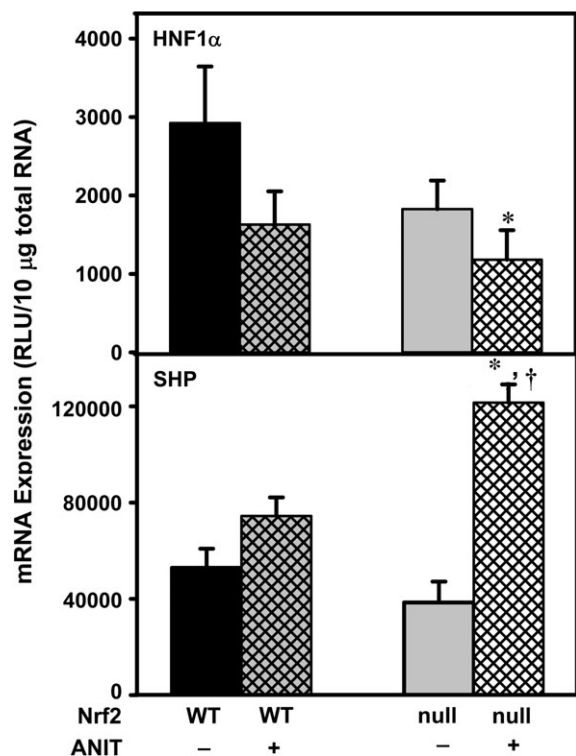 mRNA Expression (RLU/10 µg total RNA)
HNF1α
4000
3000
2000
1000
0
*
SHP
120000
80000
40000
0
*, †
Nrf2 WT WT null null
ANIT – + – +